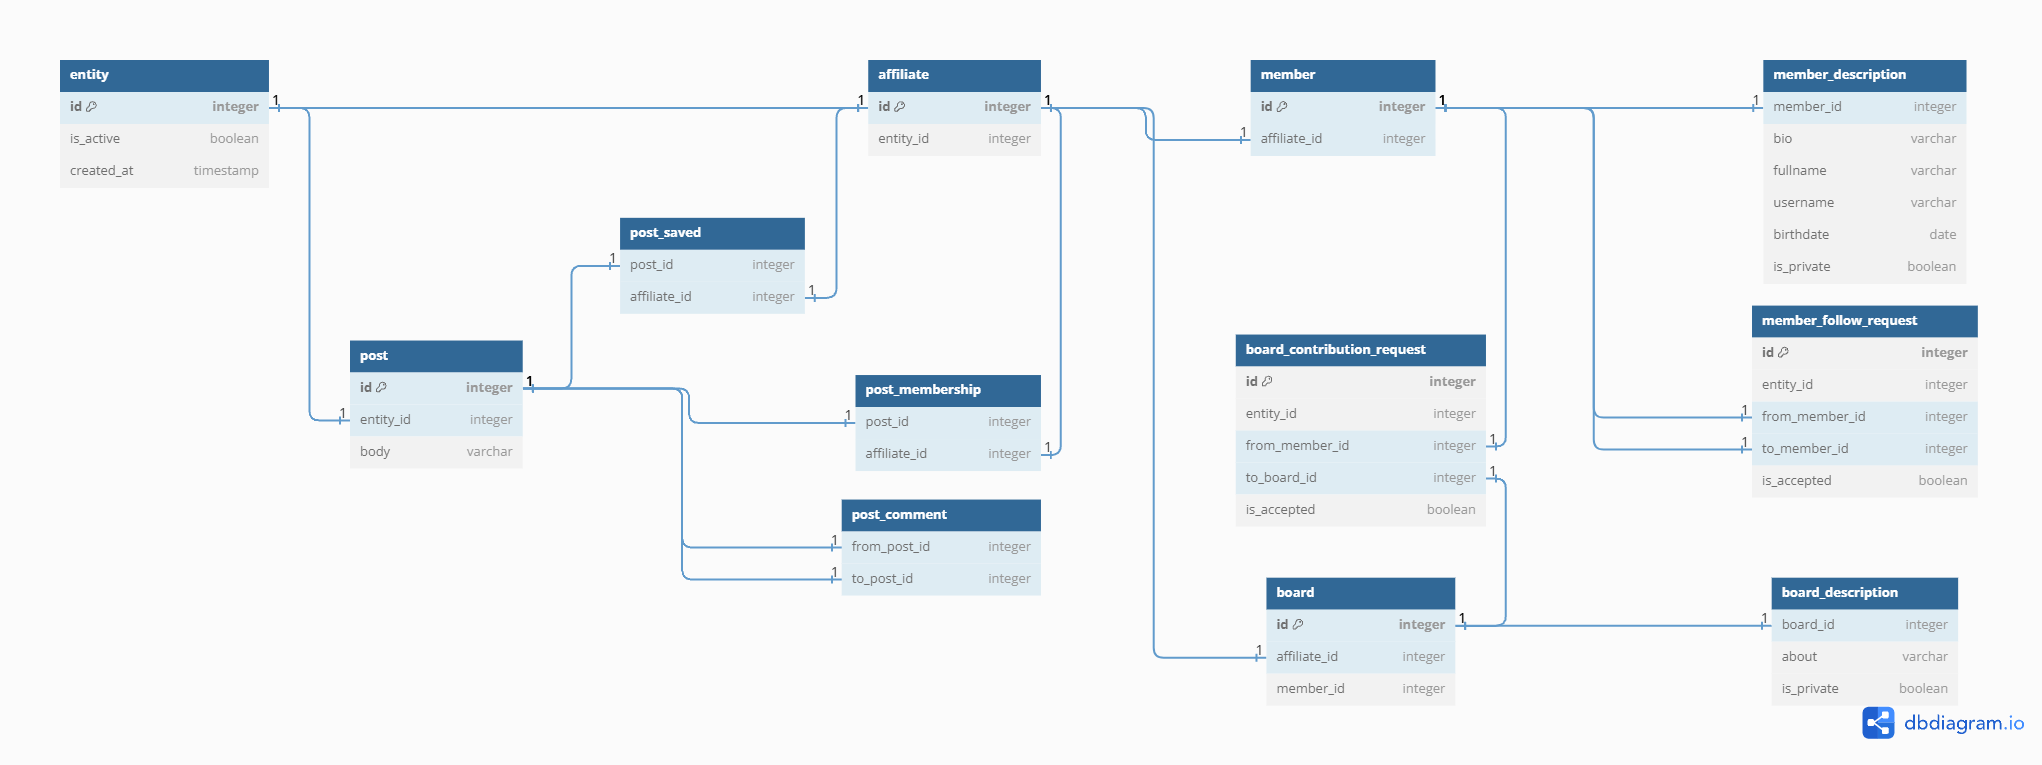 entity
id integer
is_active boolean
created_at timestamp
1
1
affiliate
id integer
entity_id integer
1
1
member
id integer
affiliate_id integer
1
1
member_description
member_id integer
bio varchar
fullname varchar
username varchar
birthdate date
is_private boolean
post_saved
1 post_id integer
affiliate_id integer 1
member_follow_request
id integer
entity_id integer
1 from_member_id integer
1 to_member_id integer
is_accepted boolean
post
id integer 1
1 entity_id integer
body varchar
post_membership
1 post_id integer
affiliate_id integer 1
board_contribution_request
id integer
entity_id integer
from_member_id integer 1
to_board_id integer 1
is_accepted boolean
post_comment
1 from_post_id integer
1 to_post_id integer
board
id integer 1
1 affiliate_id integer
member_id integer
board_description
1 board_id integer
about varchar
is_private boolean
dbdiagram.io